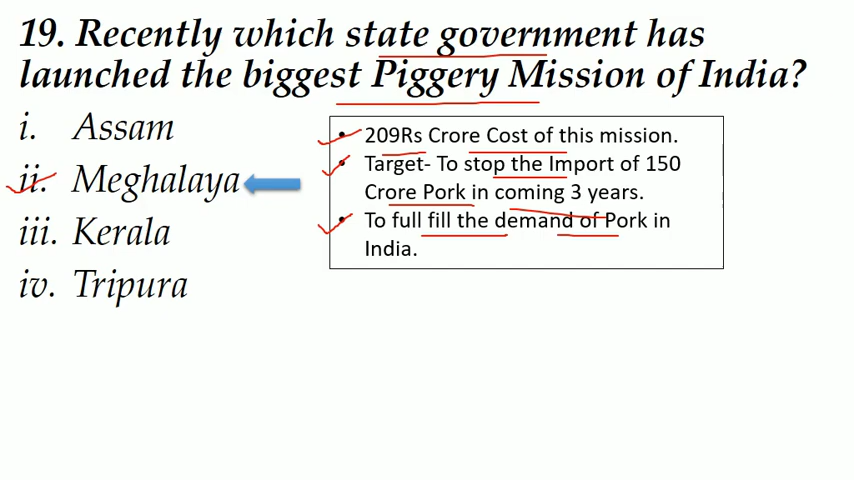 19. Recently which state government has
launched the biggest Piggery Mission of India?
i. Assam
ii. Meghalaya
iii. Kerala
iv. Tripura
• 209Rs Crore Cost of this mission.
• Target- To stop the Import of 150
Crore Pork in coming 3 years.
• To full fill the demand of Pork in
India.